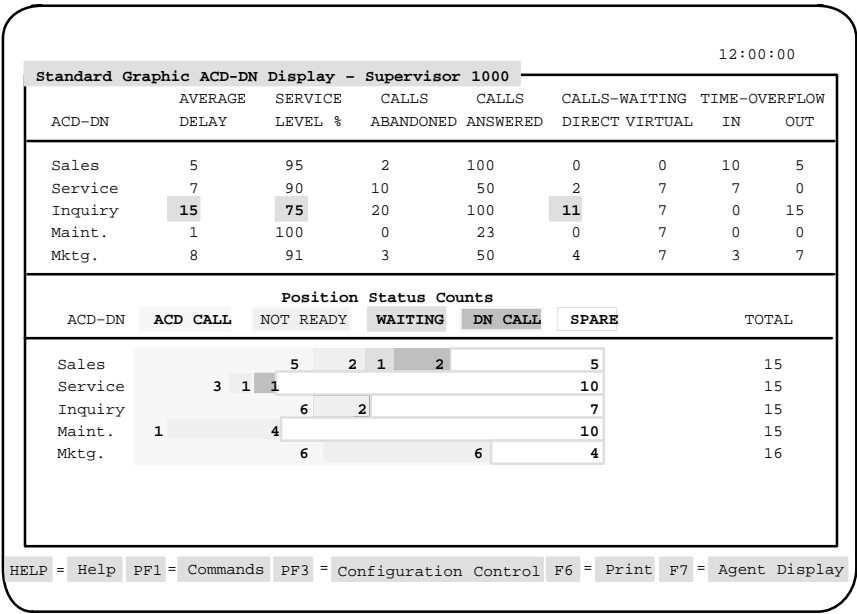 12:00:00
Standard Graphic ACD-DN Display - Supervisor 1000
AVERAGE SERVICE CALLS CALLS CALLS-WAITING TIME-OVERFLOW
ACD-DN DELAY LEVEL % ABANDONED ANSWERED DIRECT VIRTUAL IN OUT
Sales 5 95 2 100 0 0 10 5
Service 7 90 10 50 2 7 7 0
Inquiry 15 75 20 100 11 7 0 15
Maint. 1 100 0 23 0 7 0 0
Mktg. 8 91 3 50 4 7 3 7
Position Status Counts
ACD-DN ACD CALL NOT READY WAITING DN CALL SPARE TOTAL
Sales 5 2 1 2 5 15
Service 3 1 1 10 15
Inquiry 6 2 7 15
Maint. 1 4 10 15
Mktg. 6 6 4 16
HELP = Help PF1 = Commands PF3 = Configuration Control F6 = Print F7 = Agent Display